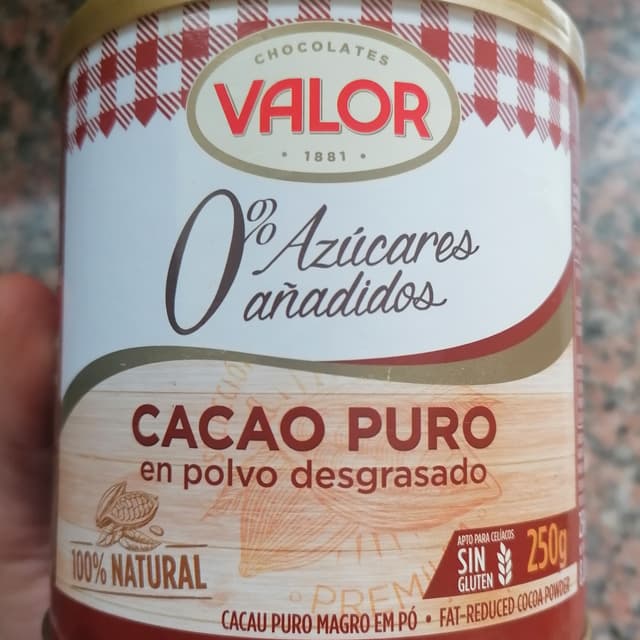 CHOCOLATES
VALOR
• 1881 •
0% Azúcares
añadidos
CACAO PURO
en polvo desgrasado
100% NATURAL
APTO PARA CELÍACOS
SIN
GLUTEN
250g
PREMIUM
CACAU PURO MAGRO EM PÓ • FAT-REDUCED COCOA POWDER